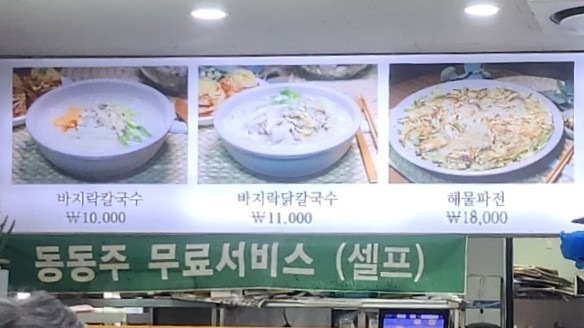 바지락칼국수
₩10,000
바지락닭칼국수
₩11,000
해물파전
₩18,000
동동주 무료서비스 (셀프)